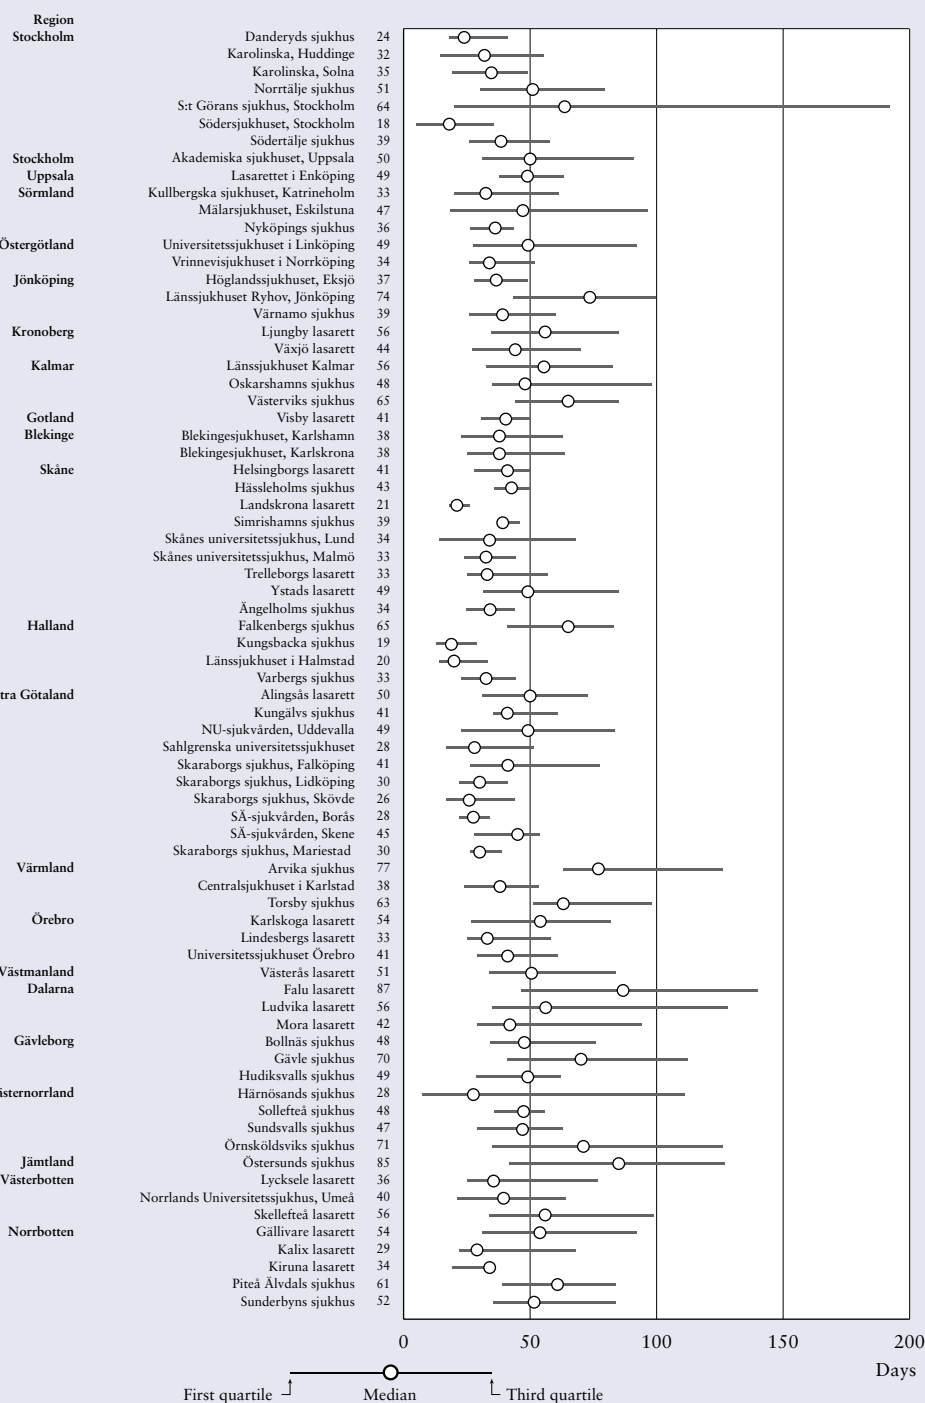 Region
Stockholm Danderyds sjukhus 24
Karolinska, Huddinge 32
Karolinska, Solna 35
Norrtälje sjukhus 51
S:t Görans sjukhus, Stockholm 64
Södersjukhuset, Stockholm 18
Södertälje sjukhus 39
Stockholm Akademiska sjukhuset, Uppsala 50
Uppsala Lasarettet i Enköping 49
Sörmland Kullbergska sjukhuset, Katrineholm 33
Mälarsjukhuset, Eskilstuna 47
Nyköpings sjukhus 36
Östergötland Universitetssjukhuset i Linköping 49
Vrinnevisjukhuset i Norrköping 34
Jönköping Höglandssjukhuset, Eksjö 37
Länssjukhuset Ryhov, Jönköping 74
Värnamo sjukhus 39
Kronoberg Ljungby lasarett 56
Växjö lasarett 44
Kalmar Länssjukhuset Kalmar 56
Oskarshamns sjukhus 48
Västerviks sjukhus 65
Gotland Visby lasarett 41
Blekinge Blekingesjukhuset, Karlshamn 38
Blekingesjukhuset, Karlskrona 38
Skåne Helsingborgs lasarett 41
Hässleholms sjukhus 43
Landskrona lasarett 21
Simrishamns sjukhus 39
Skånes universitetssjukhus, Lund 34
Skånes universitetssjukhus, Malmö 33
Trelleborgs lasarett 33
Ystads lasarett 49
Ängelholms sjukhus 34
Halland Falkenbergs sjukhus 65
Kungsbacka sjukhus 19
Länssjukhuset i Halmstad 20
Varbergs sjukhus 33
tra Götaland Alingsås lasarett 50
Kungälvs sjukhus 41
NU-sjukvården, Uddevalla 49
Sahlgrenska universitetssjukhuset 28
Skaraborgs sjukhus, Falköping 41
Skaraborgs sjukhus, Lidköping 30
Skaraborgs sjukhus, Skövde 26
SÄ-sjukvården, Borås 28
SÄ-sjukvården, Skene 45
Skaraborgs sjukhus, Mariestad 30
Värmland Arvika sjukhus 77
Centralsjukhuset i Karlstad 38
Torsby sjukhus 63
Örebro Karlskoga lasarett 54
Lindesbergs lasarett 33
Universitetssjukhuset Örebro 41
Västmanland Västerås lasarett 51
Dalarna Falu lasarett 87
Ludvika lasarett 56
Mora lasarett 42
Gävleborg Bollnäs sjukhus 48
Gävle sjukhus 70
Hudiksvalls sjukhus 49
sternorrland Härnösands sjukhus 28
Sollefteå sjukhus 48
Sundsvalls sjukhus 47
Örnsköldsviks sjukhus 71
Jämtland Östersunds sjukhus 85
Västerbotten Lycksele lasarett 36
Norrlands Universitetssjukhus, Umeå 40
Skellefteå lasarett 56
Norrbotten Gällivare lasarett 54
Kalix lasarett 29
Kiruna lasarett 34
Piteå Älvdals sjukhus 61
Sunderbyns sjukhus 52
0 50 100 150 200
Days
First quartile Median Third quartile